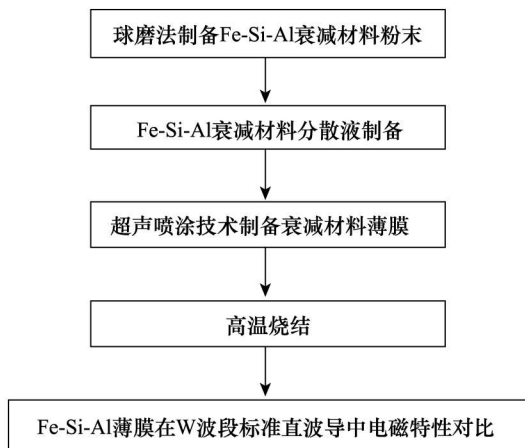 球磨法制备Fe-Si-Al衰减材料粉末
Fe-Si-Al衰减材料分散液制备
超声喷涂技术制备衰减材料薄膜
高温烧结
Fe-Si-Al薄膜在W波段标准直波导中电磁特性对比